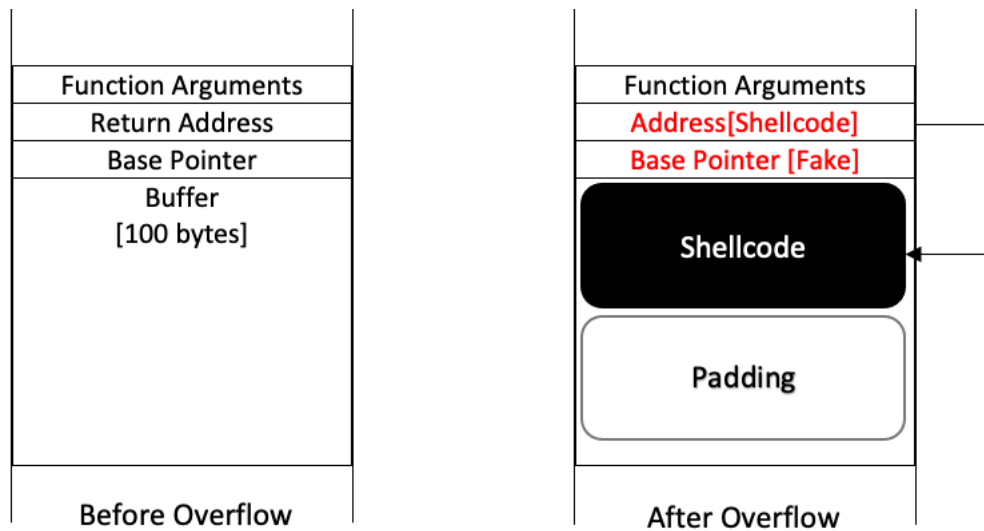 Function Arguments
Return Address
Base Pointer
Buffer
[100 bytes]
Before Overflow
Function Arguments
Address[Shellcode]
Base Pointer [Fake]
Shellcode
Padding
After Overflow